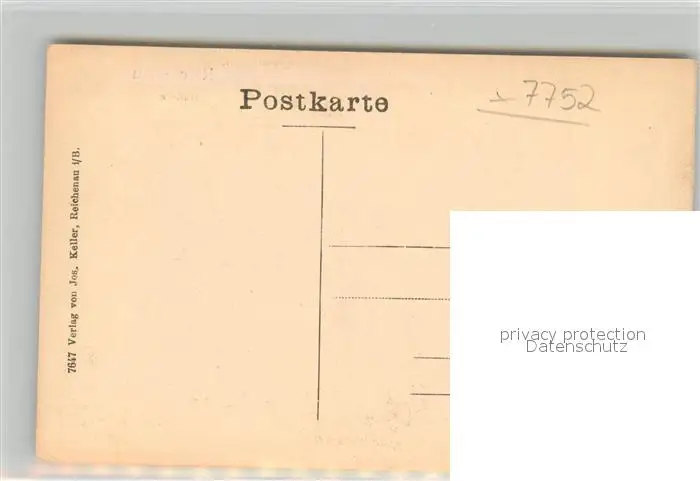 Postkarte
7752
7647 Verlag von Jos. Keller, Reichenau i/B.
privacy protection
Datenschutz